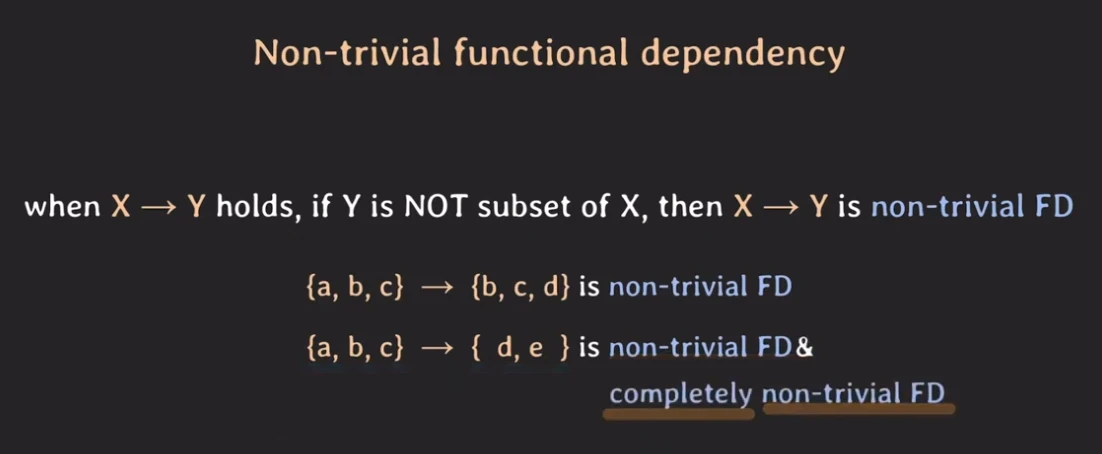 Non-trivial functional dependency
when X → Y holds, if Y is NOT subset of X, then X → Y is non-trivial FD
{a, b, c} → {b, c, d} is non-trivial FD
{a, b, c} → { d, e } is non-trivial FD &
completely non-trivial FD